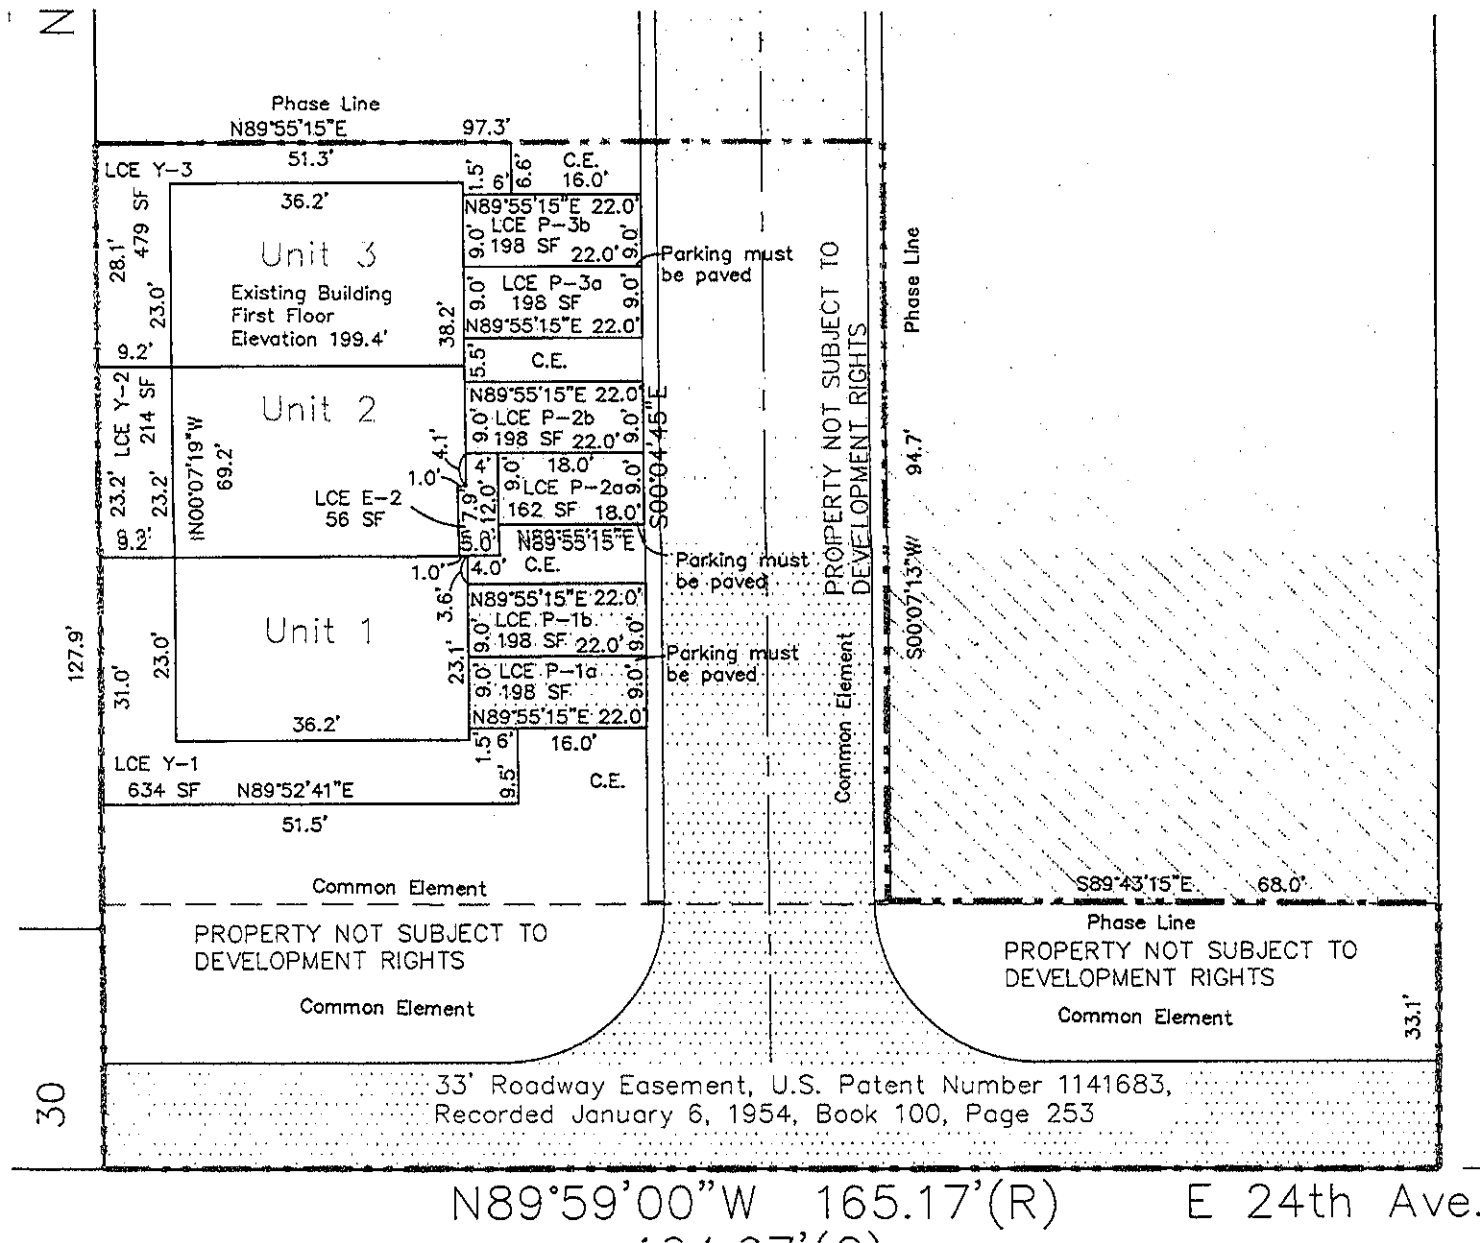 N
Phase Line
N89°55'15"E 97.3'
LCE Y-3
51.3'
1.5'
6'
6.6'
C.E.
16.0'
479 SF
28.1'
36.2'
Unit 3
Existing Building
First Floor
Elevation 199.4'
23.0'
9.2'
38.2'
N89°55'15"E 22.0'
9.0'
LCE P-3b
198 SF
22.0'
9.0'
Parking must
be paved
9.0'
LCE P-3a
198 SF
9.0'
N89°55'15"E 22.0'
5.5'
C.E.
LCE Y-2
214 SF
23.2'
23.2'
9.2'
9.2'
N00°07'19"W
69.2'
Unit 2
N89°55'15"E 22.0'
9.0'
LCE P-2b
198 SF 22.0'
9.0'
4.1'
1.0'
4'
7.9'
12.0'
5.0'
LCE E-2
56 SF
18.0'
9.0'
LCE P-2a
162 SF 18.0'
9.0'
N89°55'15"E
C.E.
Parking must
be paved
1.0'
4.0'
3.6'
127.9'
31.0'
23.0'
Unit 1
23.1'
36.2'
N89°55'15"E 22.0'
9.0'
LCE P-1b
198 SF 22.0'
9.0'
Parking must
be paved
9.0'
LCE P-1a
198 SF
9.0'
N89°55'15"E 22.0'
1.5'
6'
16.0'
9.5'
C.E.
LCE Y-1
634 SF N89°52'41"E
51.5'
S00°04'45"E
PROPERTY NOT SUBJECT TO
DEVELOPMENT RIGHTS
Common Element
Phase Line
S00°07'13"W 94.7'
S89°43'15"E 68.0'
Phase Line
Common Element
PROPERTY NOT SUBJECT TO
DEVELOPMENT RIGHTS
Common Element
PROPERTY NOT SUBJECT TO
DEVELOPMENT RIGHTS
Common Element
33.1'
30
33' Roadway Easement, U.S. Patent Number 1141683,
Recorded January 6, 1954, Book 100, Page 253
N89°59'00"W 165.17'(R) E 24th Ave.